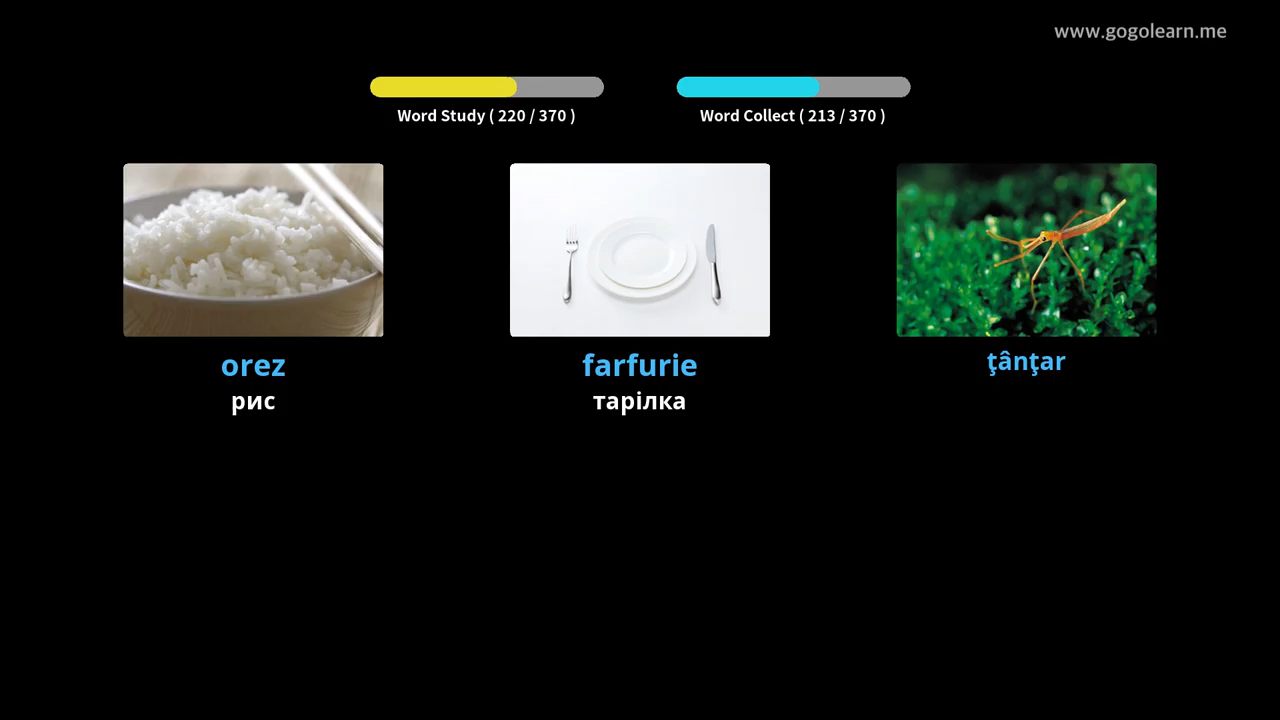 www.gogolearn.me
Word Study ( 220 / 370 )
Word Collect ( 213 / 370 )
orez
farfurie
ţânţar
рис
тарілка